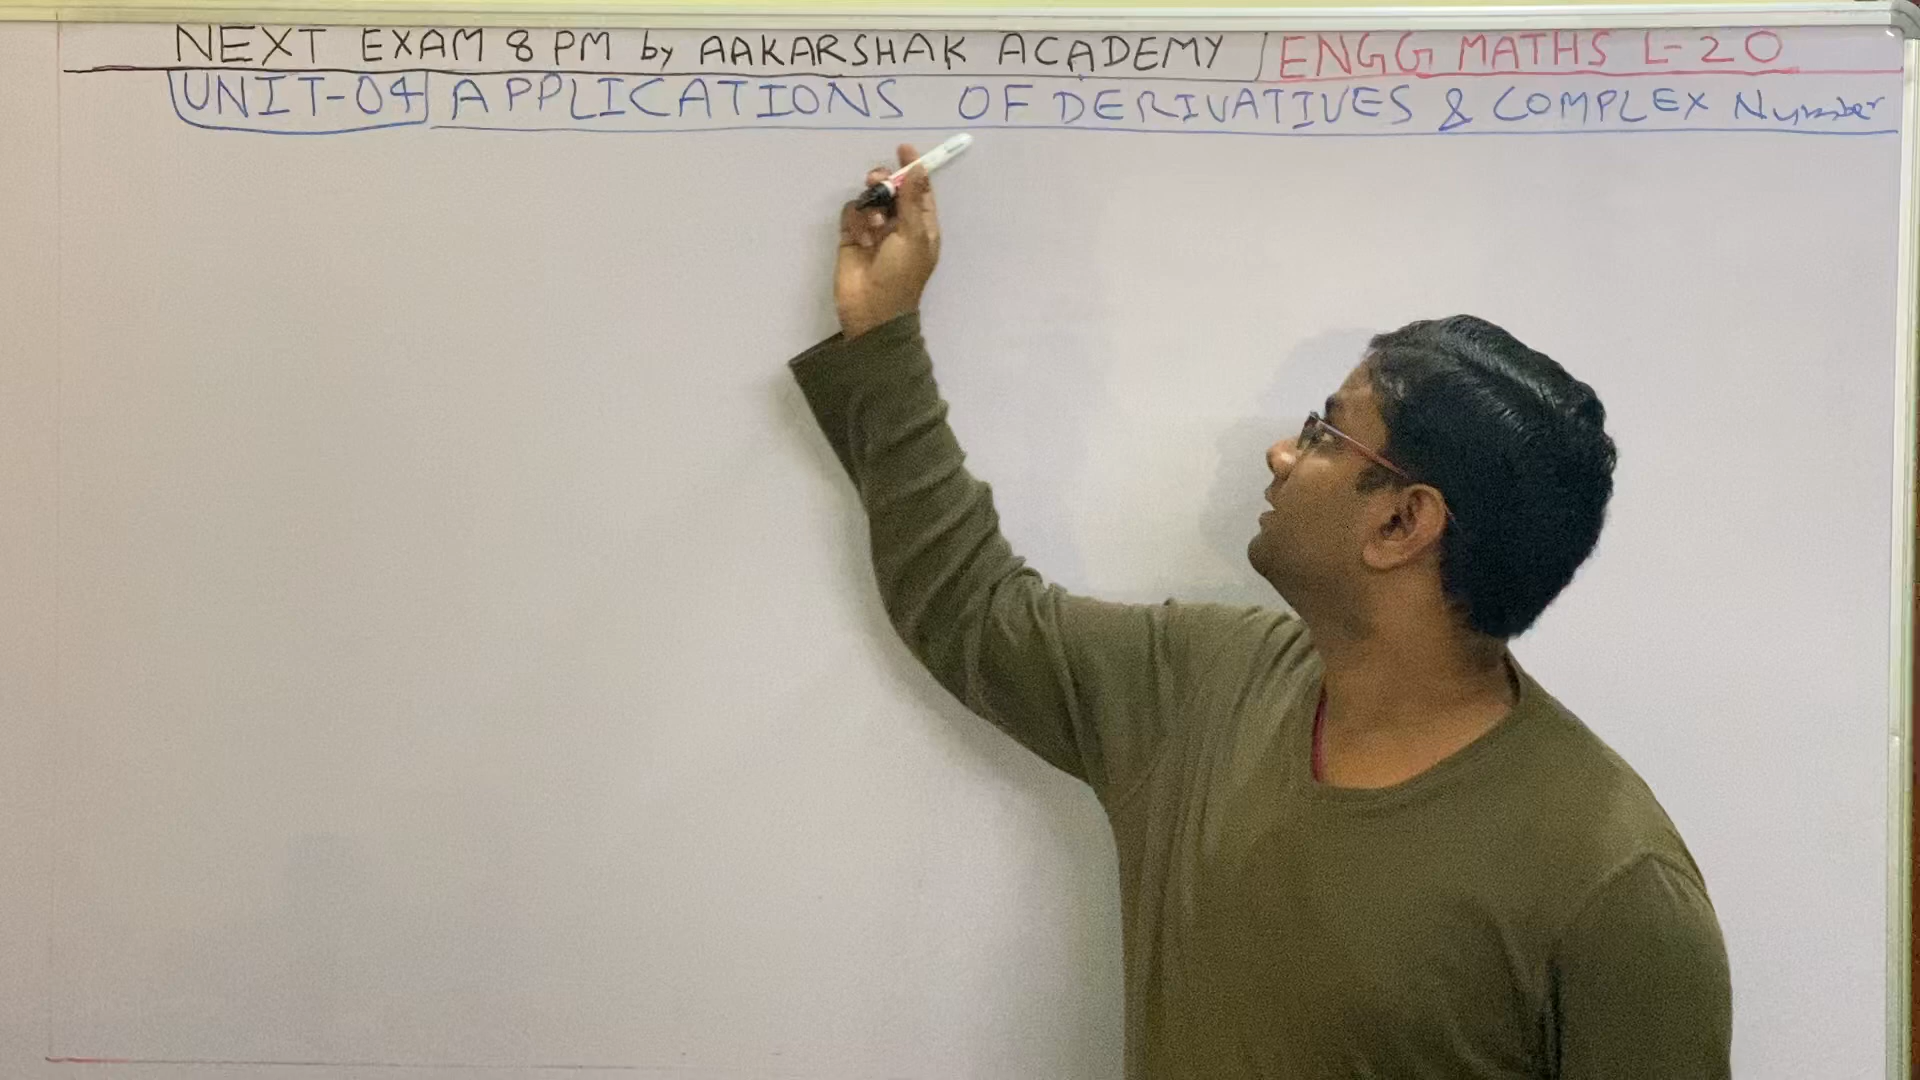 NEXT EXAM 8 PM by AAKARSHAK ACADEMY ENGG MATHS L-20
UNIT-04 APPLICATIONS OF DERIVATIVES & COMPLEX Number